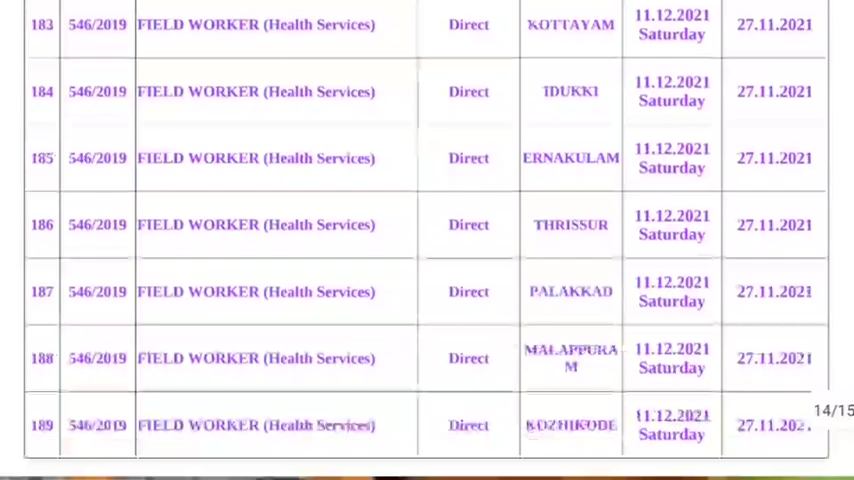 183 546/2019 FIELD WORKER (Health Services) Direct KOTTAYAM 11.12.2021 Saturday 27.11.2021
184 546/2019 FIELD WORKER (Health Services) Direct IDUKKI 11.12.2021 Saturday 27.11.2021
185 546/2019 FIELD WORKER (Health Services) Direct ERNAKULAM 11.12.2021 Saturday 27.11.2021
186 546/2019 FIELD WORKER (Health Services) Direct THRISSUR 11.12.2021 Saturday 27.11.2021
187 546/2019 FIELD WORKER (Health Services) Direct PALAKKAD 11.12.2021 Saturday 27.11.2021
188 546/2019 FIELD WORKER (Health Services) Direct MALAPPURA M 11.12.2021 Saturday 27.11.2021
189 546/2019 FIELD WORKER (Health Services) Direct KOZHIKODE 11.12.2021 Saturday 27.11.2021
14/15